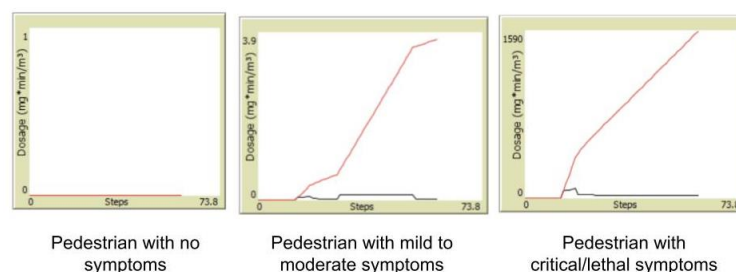 1
Dosage (mg*min/m³)
0
0
Steps
73.8
3.9
Dosage (mg*min/m³)
0
0
Steps
73.8
1590
Dosage (mg*min/m³)
0
0
Steps
73.8
Pedestrian with no
symptoms
Pedestrian with mild to
moderate symptoms
Pedestrian with
critical/lethal symptoms